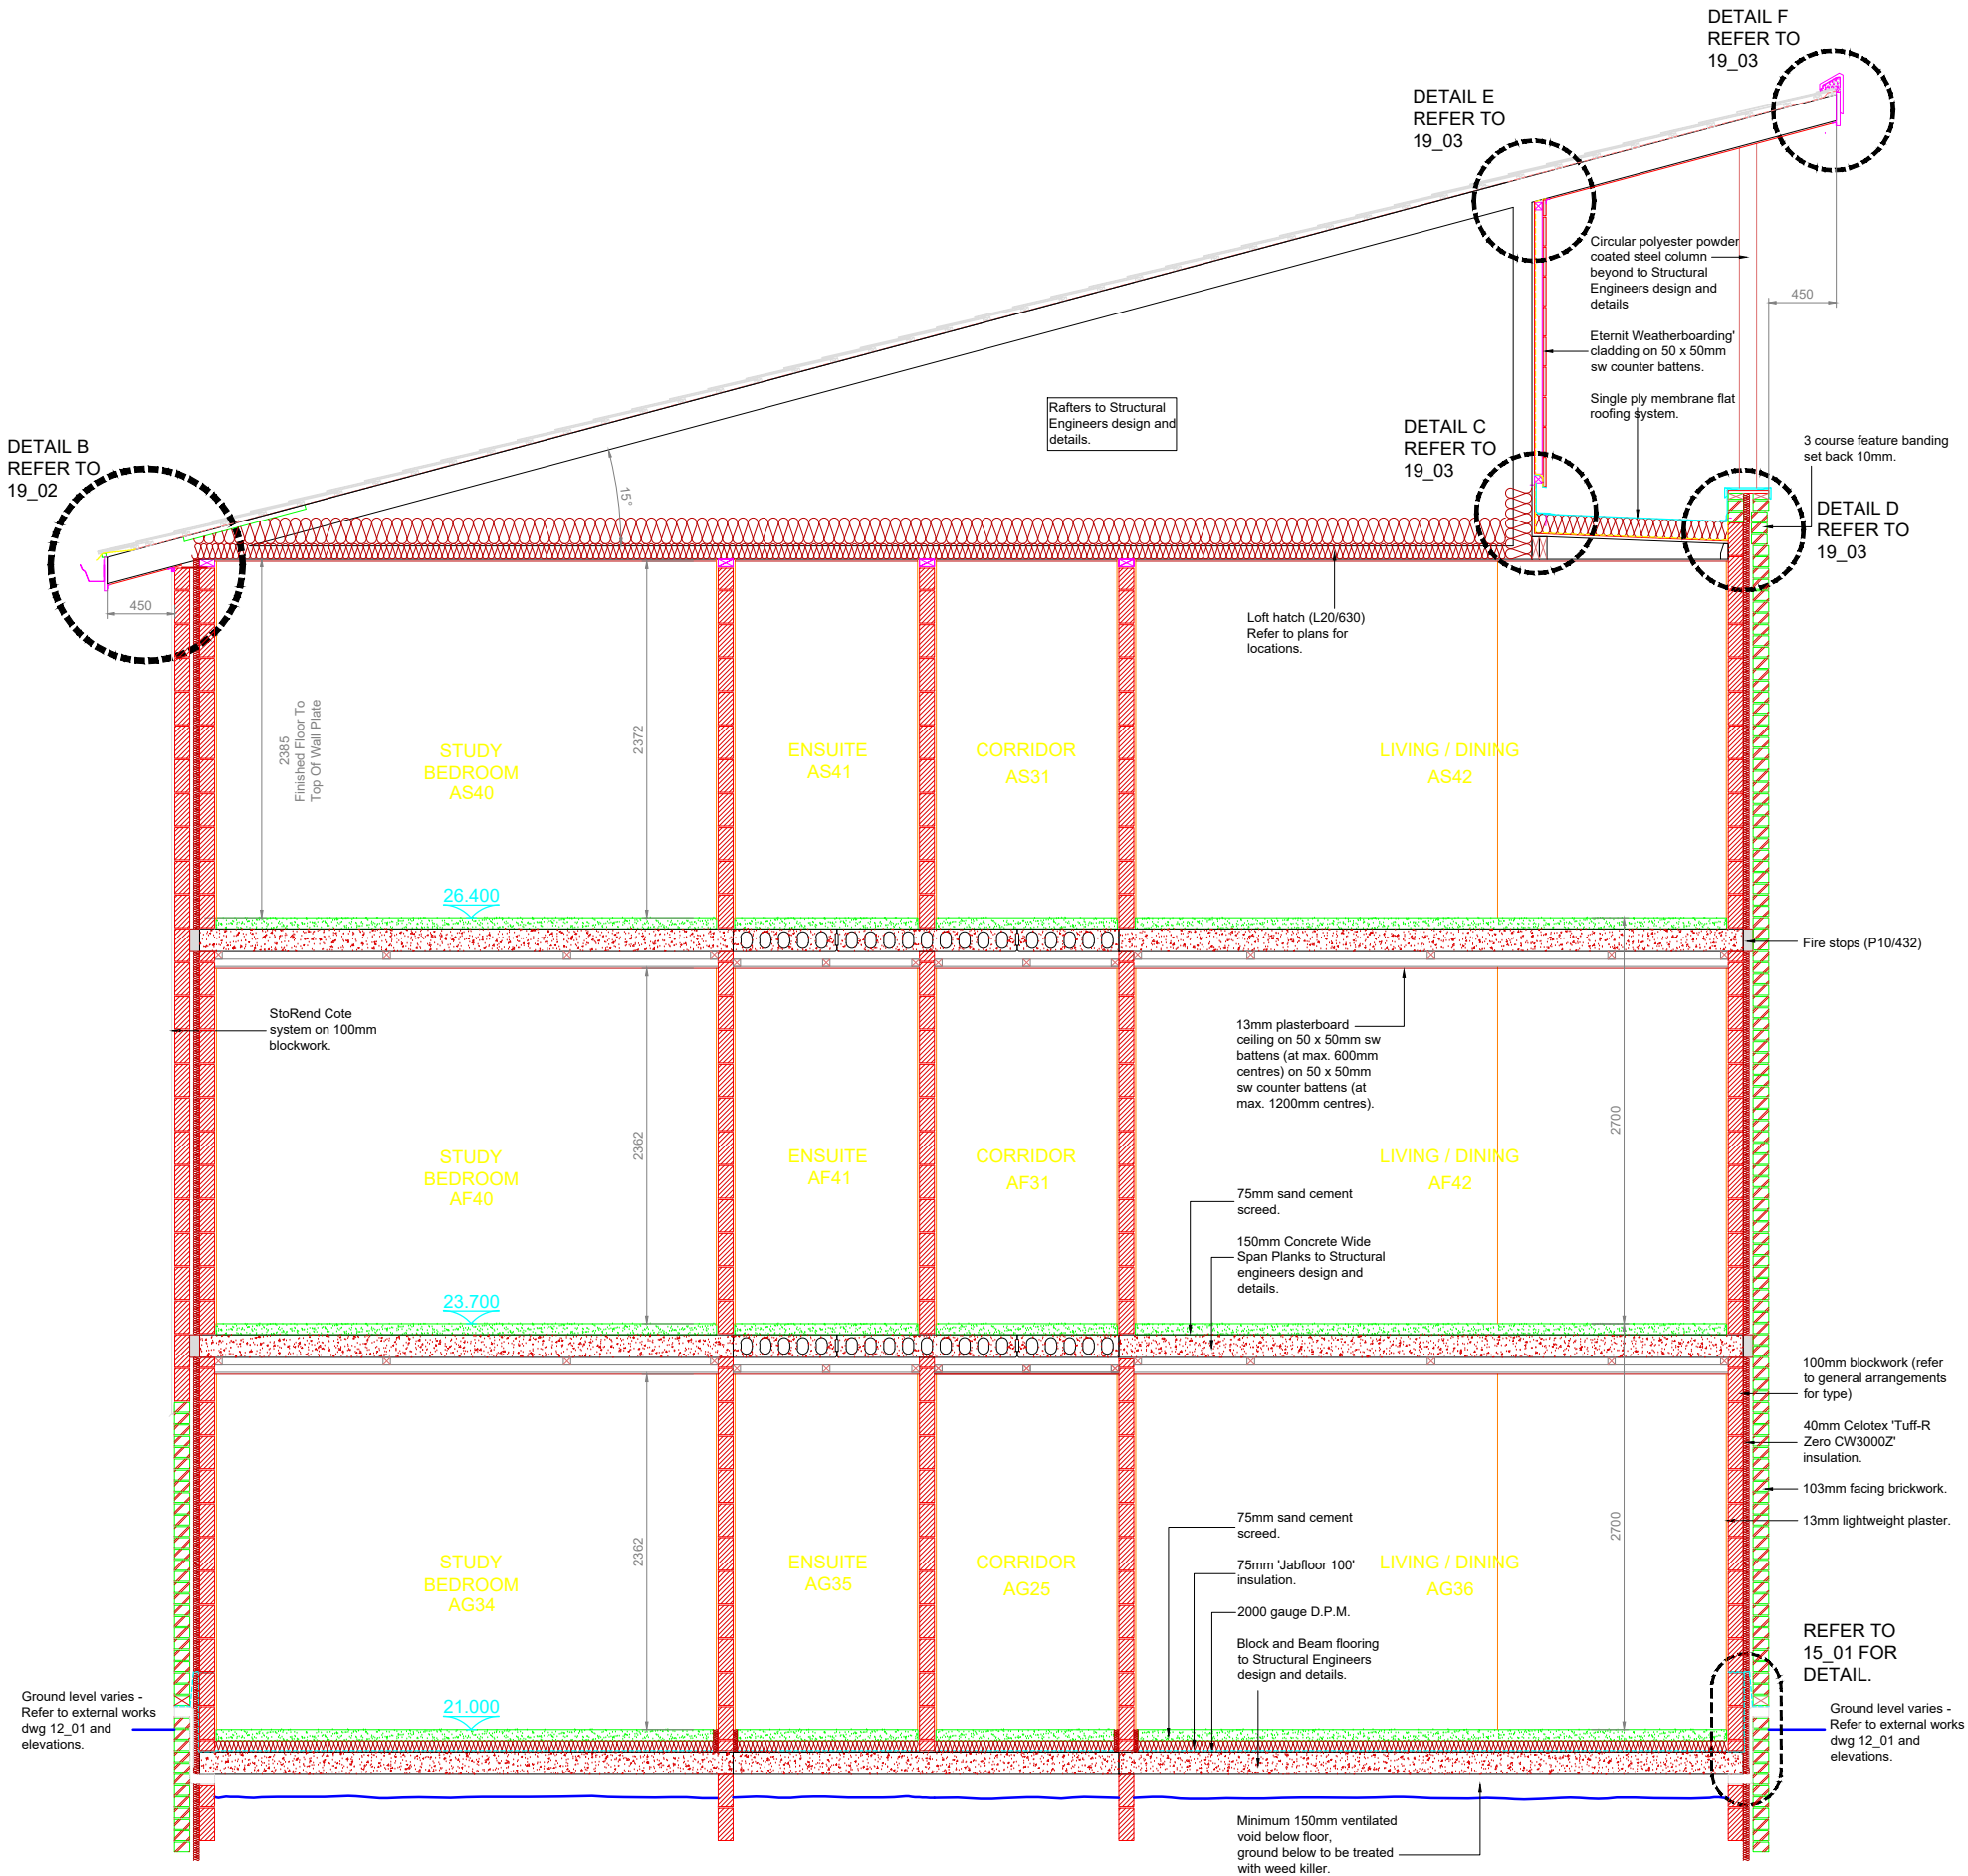 DETAIL F
REFER TO
19_03
DETAIL E
REFER TO
19_03
Circular polyester powder
coated steel column
beyond to Structural
Engineers design and
details
450
Eternit Weatherboarding'
cladding on 50 x 50mm
sw counter battens.
Single ply membrane flat
roofing system.
Rafters to Structural
Engineers design and
details.
DETAIL C
REFER TO
19_03
3 course feature banding
set back 10mm.
DETAIL B
REFER TO
19_02
15°
DETAIL D
REFER TO
19_03
450
Loft hatch (L20/630)
Refer to plans for
locations.
2385
Finished Floor To
Top Of Wall Plate
2372
STUDY
BEDROOM
AS40
ENSUITE
AS41
CORRIDOR
AS31
LIVING / DINING
AS42
26.400
Fire stops (P10/432)
StoRend Cote
system on 100mm
blockwork.
13mm plasterboard
ceiling on 50 x 50mm sw
battens (at max. 600mm
centres) on 50 x 50mm
sw counter battens (at
max. 1200mm centres).
2362
2700
STUDY
BEDROOM
AF40
ENSUITE
AF41
CORRIDOR
AF31
LIVING / DINING
AF42
75mm sand cement
screed.
150mm Concrete Wide
Span Planks to Structural
engineers design and
details.
23.700
100mm blockwork (refer
to general arrangements
for type)
40mm Celotex 'Tuff-R
Zero CW3000Z'
insulation.
103mm facing brickwork.
13mm lightweight plaster.
2362
2700
75mm sand cement
screed.
STUDY
BEDROOM
AG34
ENSUITE
AG35
CORRIDOR
AG25
LIVING / DINING
AG36
75mm 'Jabfloor 100'
insulation.
2000 gauge D.P.M.
Block and Beam flooring
to Structural Engineers
design and details.
REFER TO
15_01 FOR
DETAIL.
21.000
Ground level varies -
Refer to external works
dwg 12_01 and
elevations.
Ground level varies -
Refer to external works
dwg 12_01 and
elevations.
Minimum 150mm ventilated
void below floor,
ground below to be treated
with weed killer.